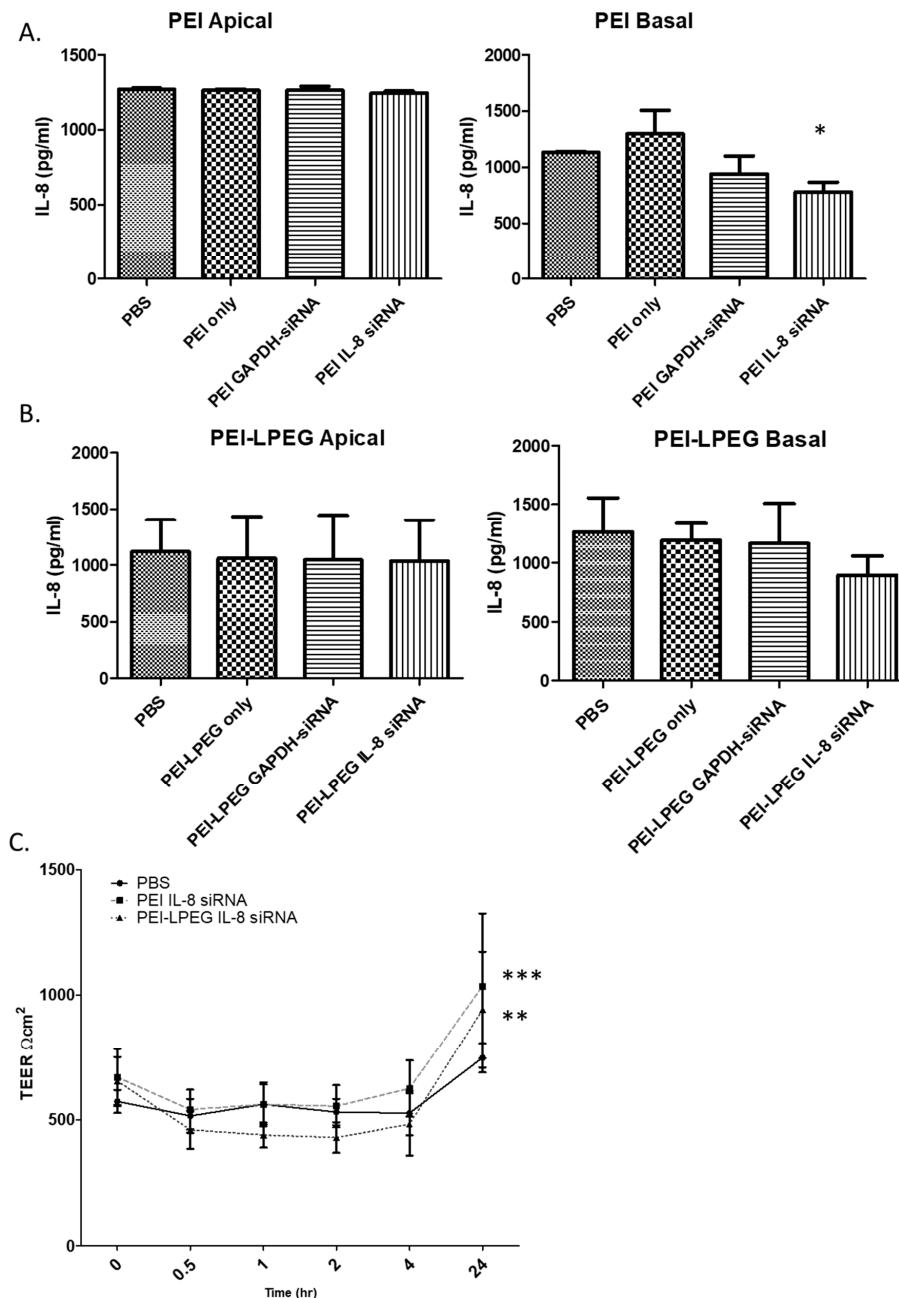 A.
PEI Apical
PEI Basal
1500
1000
500
0
IL-8 (pg/ml)
PBS
PEI only
PEI GAPDH-siRNA
PEI IL-8 siRNA
2000
1500
1000
500
0
IL-8 (pg/ml)
*
PBS
PEI only
PEI GAPDH-siRNA
PEI IL-8 siRNA
B.
PEI-LPEG Apical
PEI-LPEG Basal
2000
1500
1000
500
0
IL-8 (pg/ml)
PBS
PEI-LPEG only
PEI-LPEG GAPDH-siRNA
PEI-LPEG IL-8 siRNA
2000
1500
1000
500
0
IL-8 (pg/ml)
PBS
PEI-LPEG only
PEI-LPEG GAPDH-siRNA
PEI-LPEG IL-8 siRNA
C.
1500
1000
500
0
TEER Ωcm²
PBS
PEI IL-8 siRNA
PEI-LPEG IL-8 siRNA
***
**
0
0.5
1
2
4
24
Time (hr)